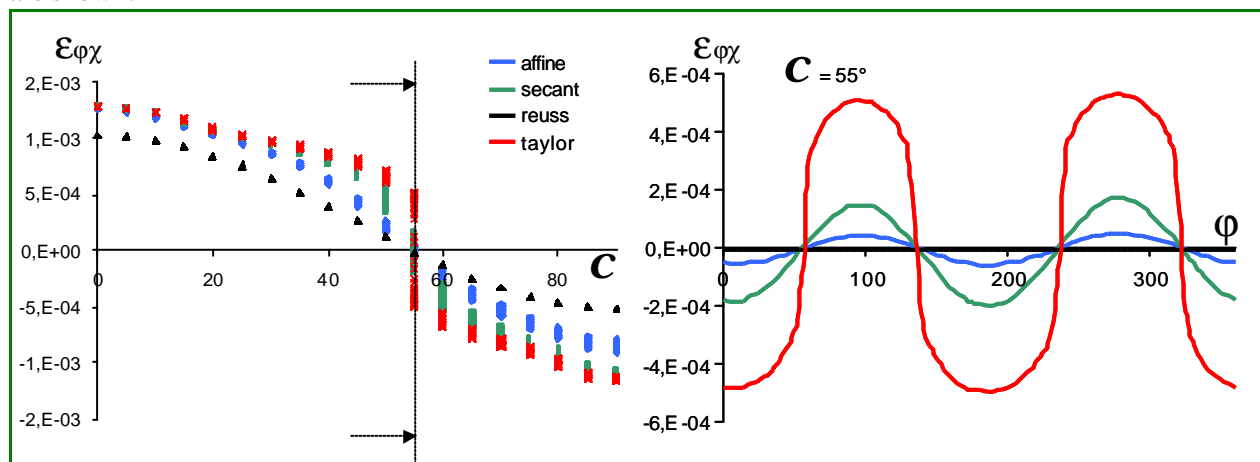 εφχ
2,E-03
1,E-03
5,E-04
0,E+00
-5,E-04
-1,E-03
-2,E-03
0 20 40 60 80
C
affine
secant
reuss
taylor
εφχ
C = 55°
6,E-04
4,E-04
2,E-04
0,E+00
-2,E-04
-4,E-04
-6,E-04
0 100 200 300
φ